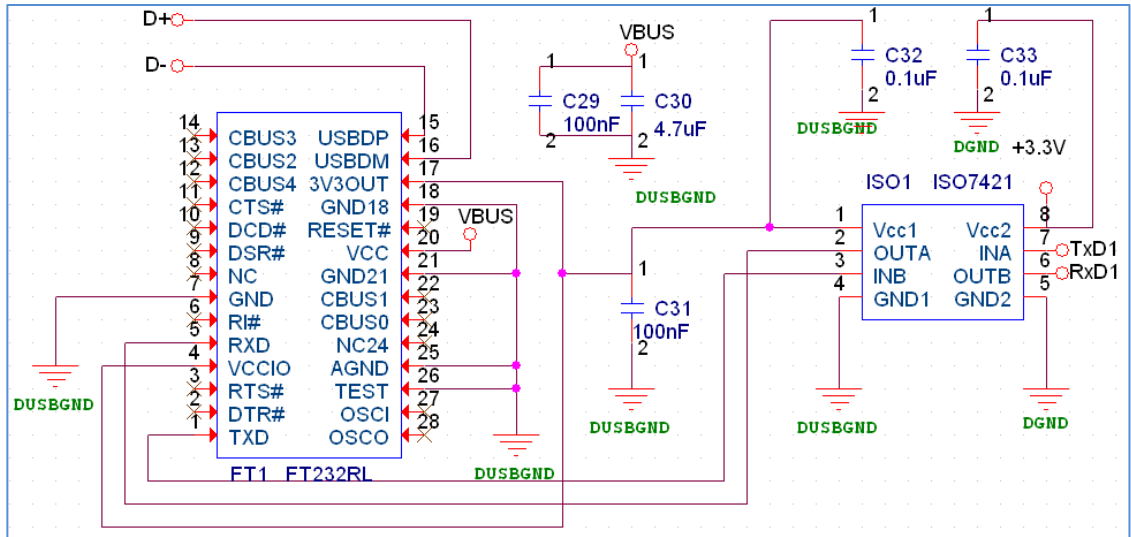 D+
D-
14 CBUS3 USBDP 15
13 CBUS2 USBDM 16
12 CBUS4 3V3OUT 17
11 CTS# GND18 18
10 DCD# RESET# 19
9 DSR# VCC 20
8 NC GND21 21
7 GND CBUS1 22
6 RI# CBUS0 23
5 RXD NC24 24
4 VCCIO AGND 25
3 RTS# TEST 26
2 DTR# OSCI 27
1 TXD OSCO 28
FT1 FT232RL
DUSBGND
VBUS
DUSBGND
VBUS
1 1
C29 C30
100nF 4.7uF
2 2
DUSBGND
1
C31
100nF
2
DUSBGND
1 1
C32 C33
0.1uF 0.1uF
2 2
DUSBGND
DGND +3.3V
ISO1 ISO7421
1 Vcc1 Vcc2 8
2 OUTA INA 7 TxD1
3 INB OUTB 6 RxD1
4 GND1 GND2 5
DUSBGND
DGND